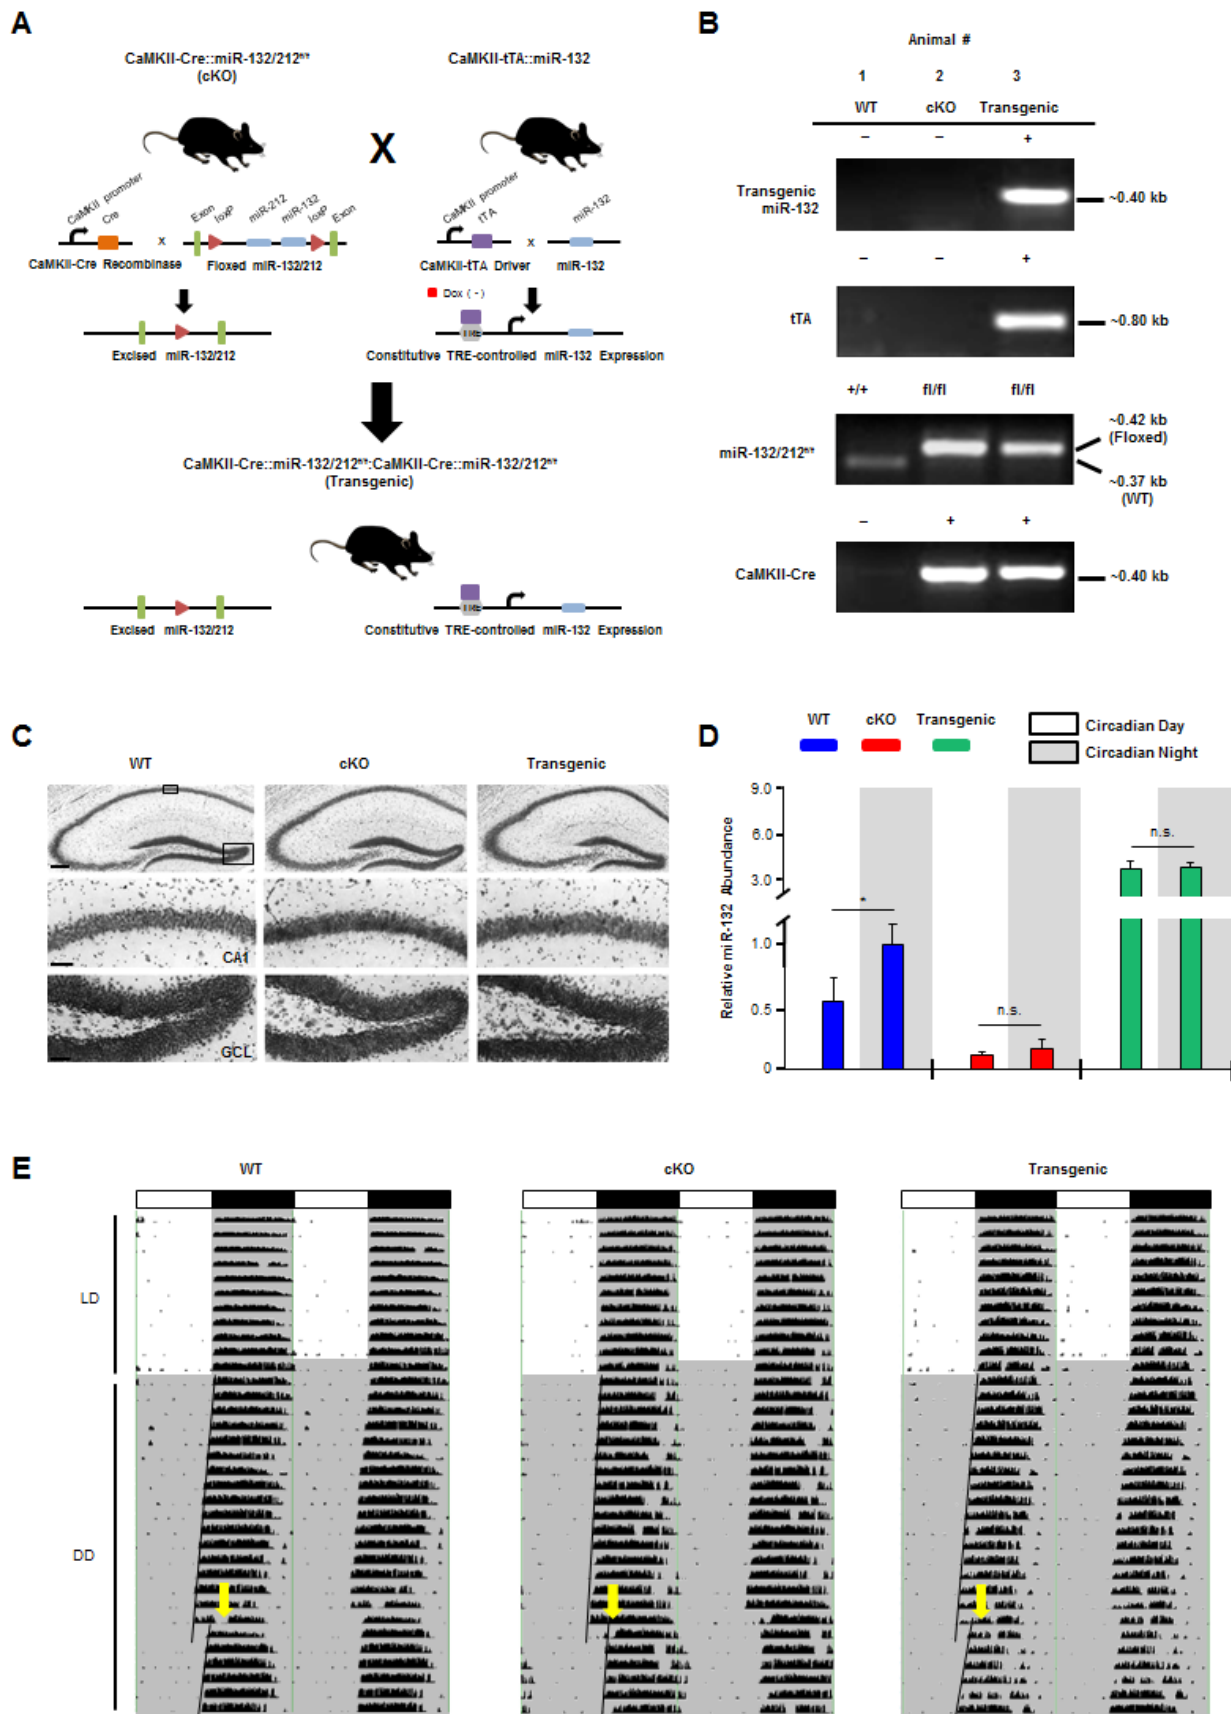 A
CaMKII-Cre::miR-132/212fl/fl
(cKO)
CaMKII-tTA::miR-132
X
CaMKII promoter
Cre
x
Exon
loxP
miR-212
miR-132
loxP
Exon
CaMKII-Cre Recombinase
Floxed miR-132/212
CaMKII promoter
tTA
x
miR-132
CaMKII-tTA Driver
miR-132
Dox (-)
TRE
Excised miR-132/212
Constitutive TRE-controlled miR-132 Expression
CaMKII-Cre::miR-132/212fl/fl:CaMKII-Cre::miR-132/212fl/fl
(Transgenic)
TRE
Excised miR-132/212
Constitutive TRE-controlled miR-132 Expression
B
Animal #
1 2 3
WT cKO Transgenic
– – +
Transgenic
miR-132
~0.40 kb
– – +
tTA
~0.80 kb
+/+ fl/fl fl/fl
miR-132/212fl/fl
~0.42 kb
(Floxed)
~0.37 kb
(WT)
– + +
CaMKII-Cre
~0.40 kb
C
WT cKO Transgenic
CA1
GCL
D
WT cKO Transgenic
Circadian Day
Circadian Night
Relative miR-132 Abundance
9.0
6.0
3.0
1.0
0.5
0
*
n.s.
n.s.
E
WT cKO Transgenic
LD
DD